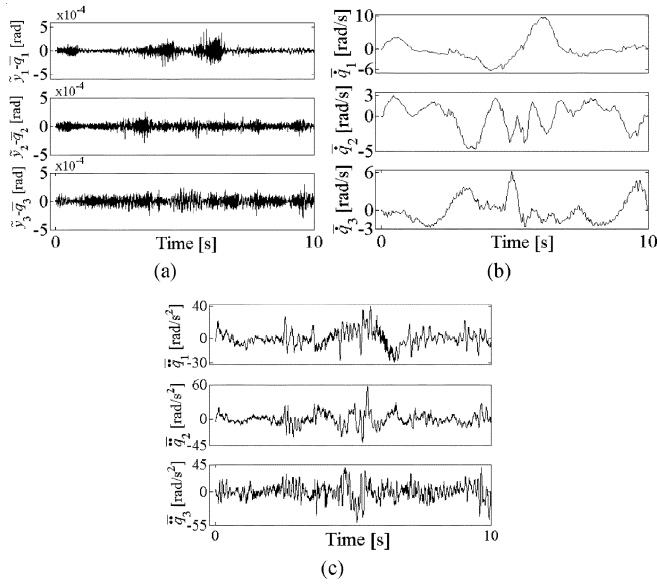 x10⁻⁴
5
0
-5
ỹ₁-q̄₁ [rad]
x10⁻⁴
5
0
-5
ỹ₂-q̄₂ [rad]
x10⁻⁴
5
0
-5
ỹ₃-q̄₃ [rad]
0
10
Time [s]
(a)
10
0
-6
q̄̇₁ [rad/s]
3
0
-5
q̄̇₂ [rad/s]
6
0
-3
q̄̇₃ [rad/s]
0
10
Time [s]
(b)
40
0
-30
q̄̈₁ [rad/s²]
60
0
-45
q̄̈₂ [rad/s²]
45
0
-55
q̄̈₃ [rad/s²]
0
10
Time [s]
(c)